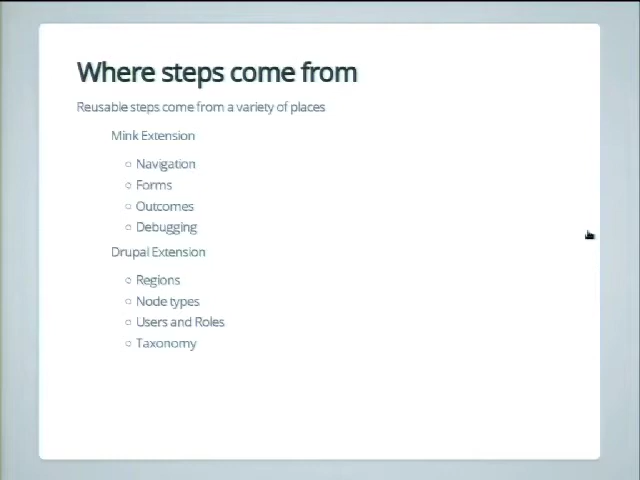 Where steps come from
Reusable steps come from a variety of places
Mink Extension
Navigation
Forms
Outcomes
Debugging
Drupal Extension
Regions
Node types
Users and Roles
Taxonomy